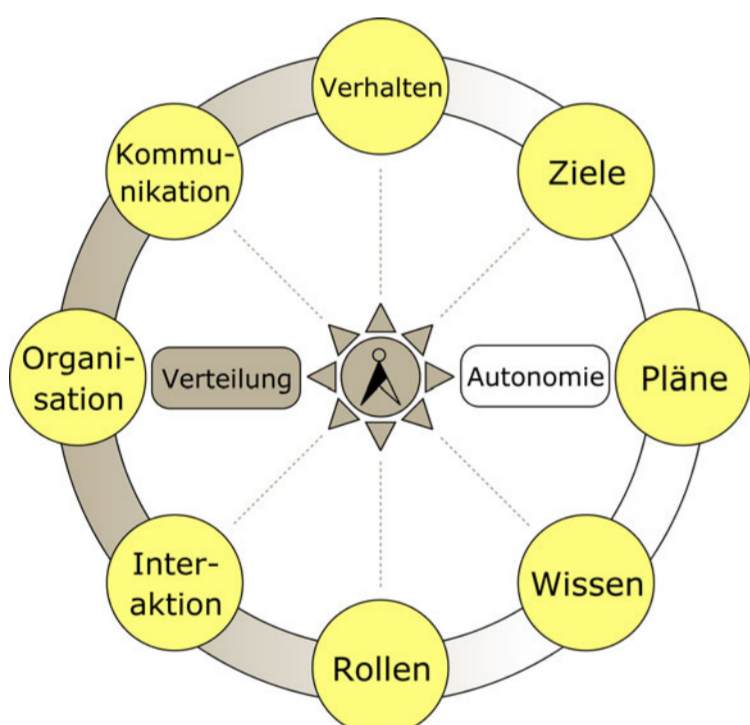 Verhalten
Kommu-
nikation
Ziele
Organi-
sation
Verteilung
Autonomie
Pläne
Inter-
aktion
Wissen
Rollen